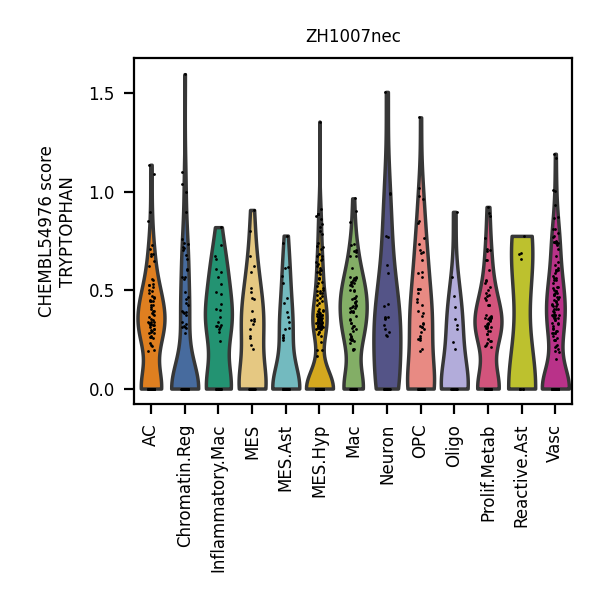 ZH1007nec
CHEMBL54976 score
TRYPTOPHAN
1.5
1.0
0.5
0.0
AC
Chromatin.Reg
Inflammatory.Mac
MES
MES.Ast
MES.Hyp
Mac
Neuron
OPC
Oligo
Prolif.Metab
Reactive.Ast
Vasc